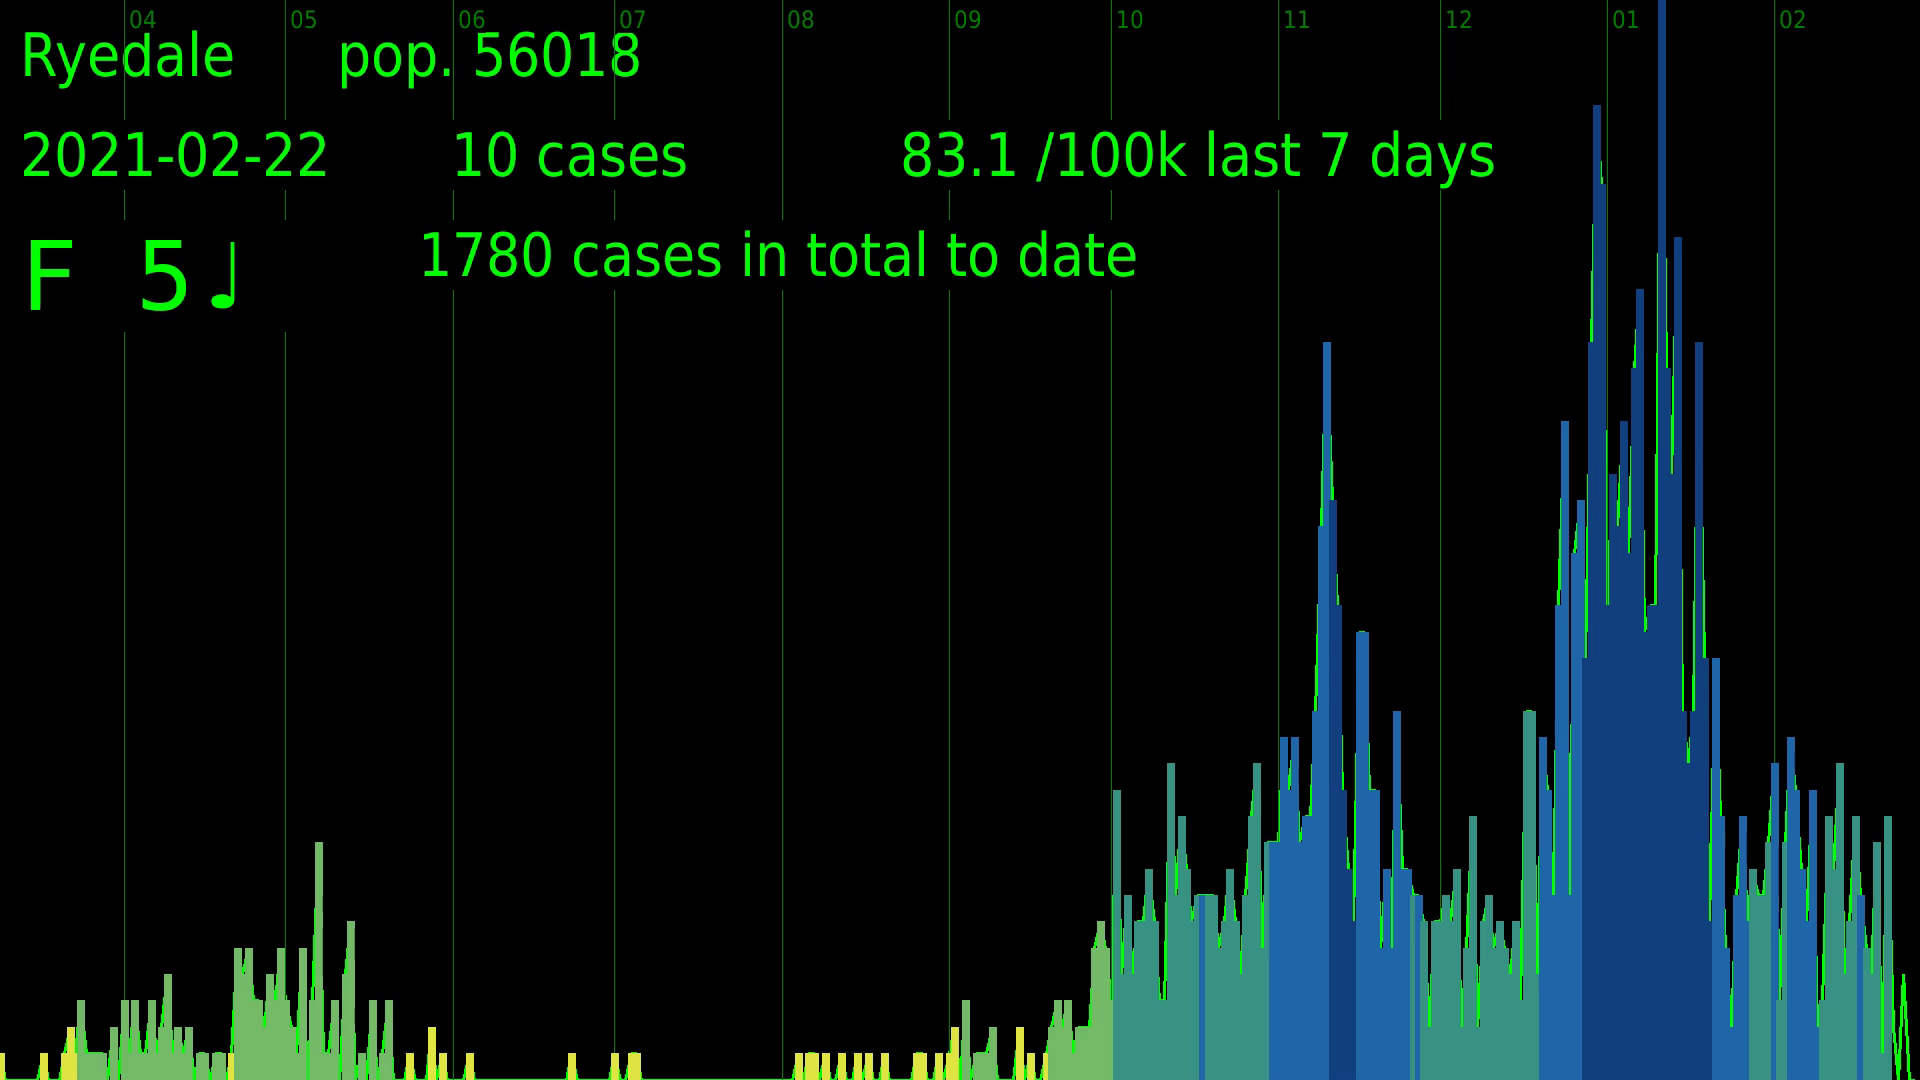 04 05 06 07 08 09 10 11 12 01 02
Ryedale pop. 56018
2021-02-22 10 cases 83.1 /100k last 7 days
F 5♩ 1780 cases in total to date